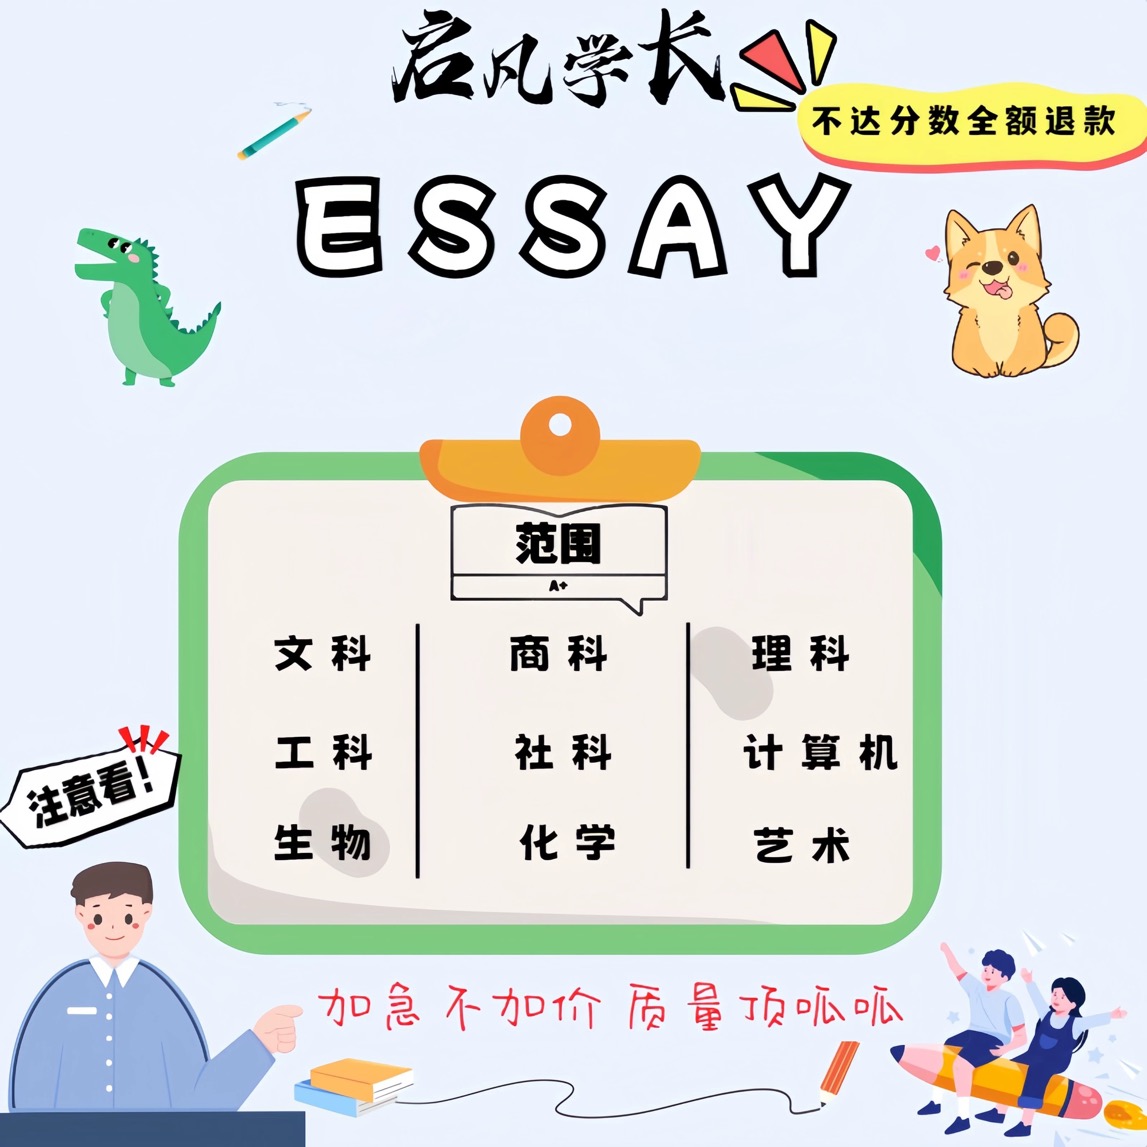 启凡学长
不达分数全额退款
ESSAY
范围
A+
文科 商科 理科
工科 社科 计算机
生物 化学 艺术
注意看!
加急不加价 质量顶呱呱